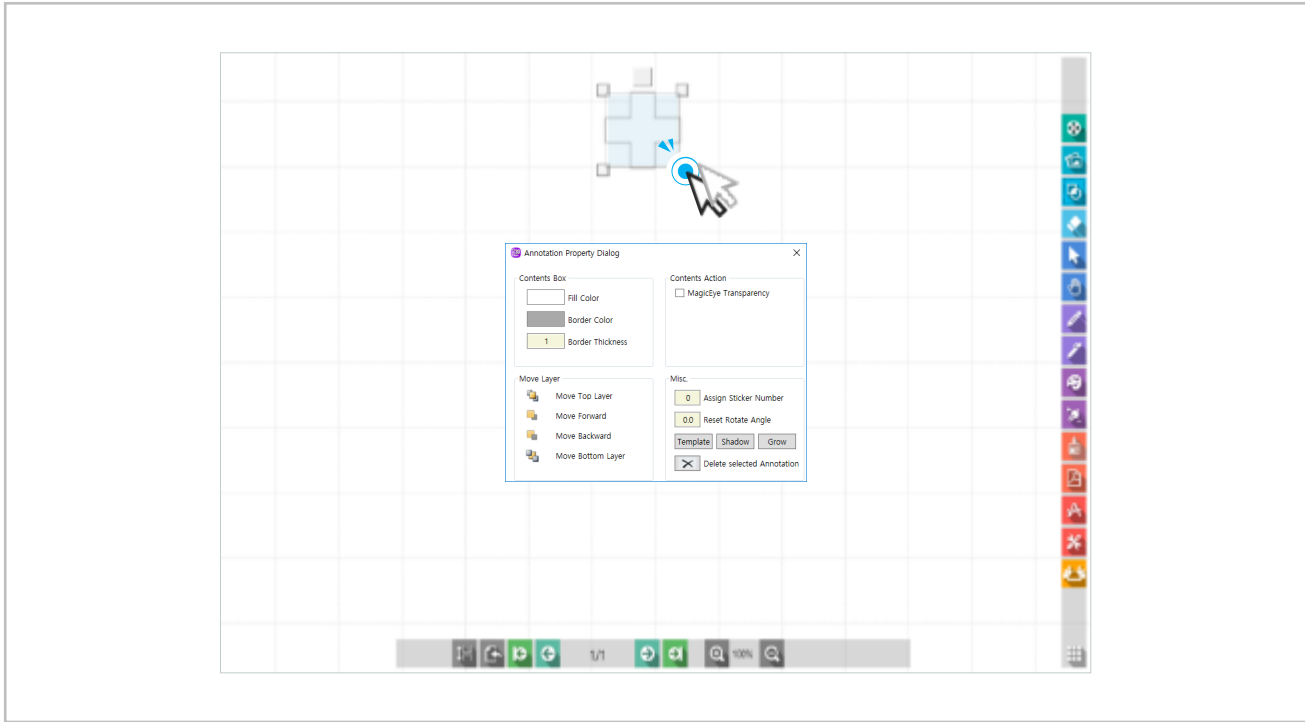 Annotation Property Dialog
Contents Box
Fill Color
Border Color
1 Border Thickness
Contents Action
MagicEye Transparency
Move Layer
Move Top Layer
Move Forward
Move Backward
Move Bottom Layer
Misc.
0 Assign Sticker Number
0.0 Reset Rotate Angle
Template Shadow Grow
Delete selected Annotation
1/1 100%